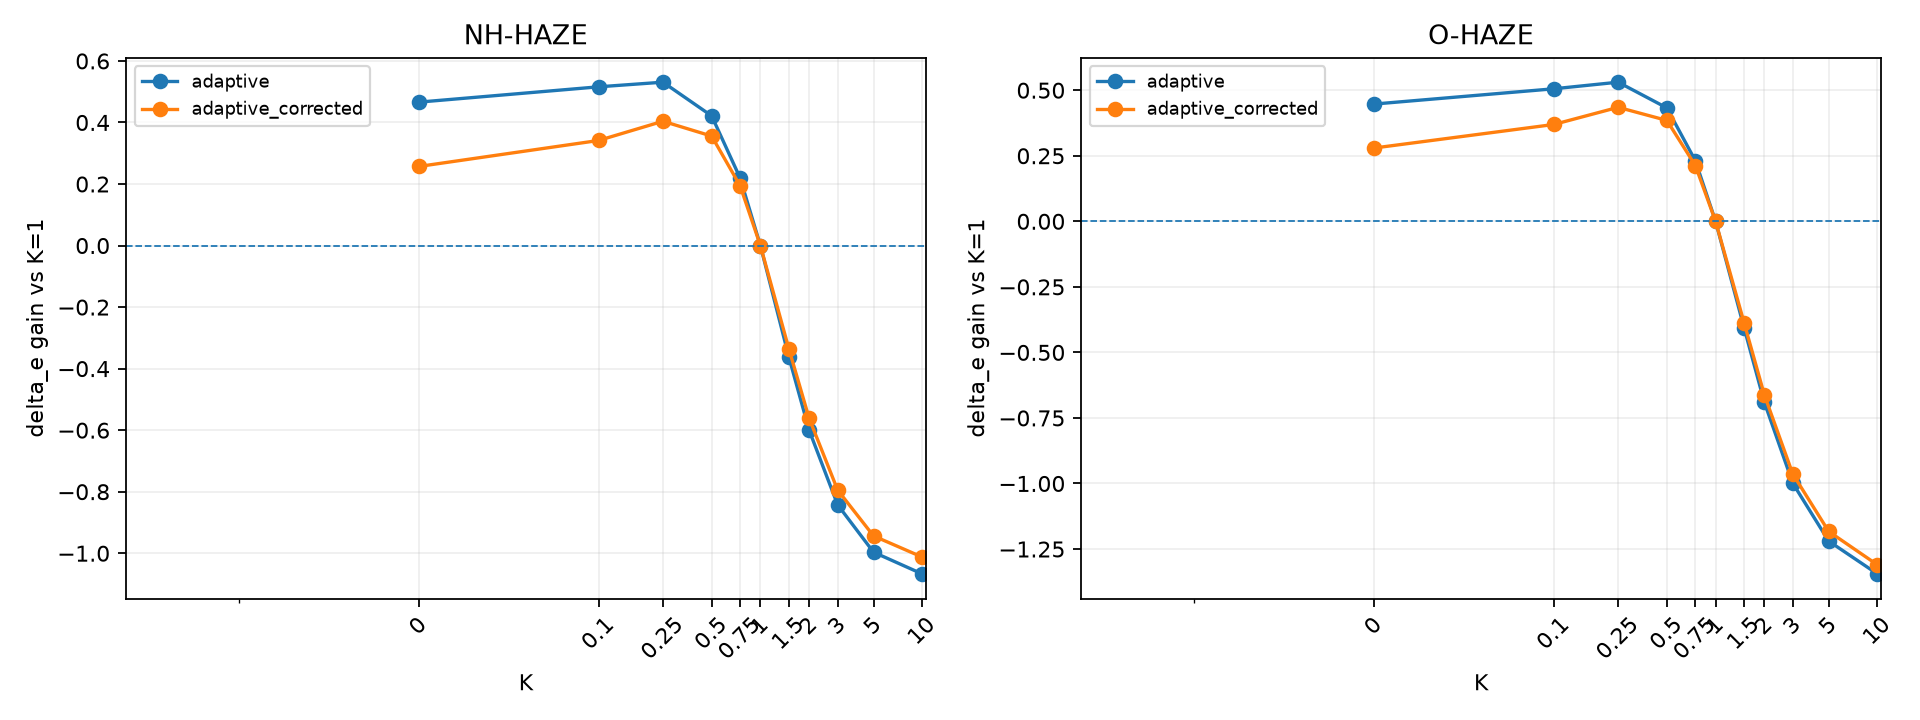 NH-HAZE
adaptive
adaptive_corrected
delta_e gain vs K=1
0.6
0.4
0.2
0.0
−0.2
−0.4
−0.6
−0.8
−1.0
0 0.1 0.25 0.5 0.75 1 1.5 2 3 5 10
K
O-HAZE
adaptive
adaptive_corrected
delta_e gain vs K=1
0.50
0.25
0.00
−0.25
−0.50
−0.75
−1.00
−1.25
0 0.1 0.25 0.5 0.75 1 1.5 2 3 5 10
K